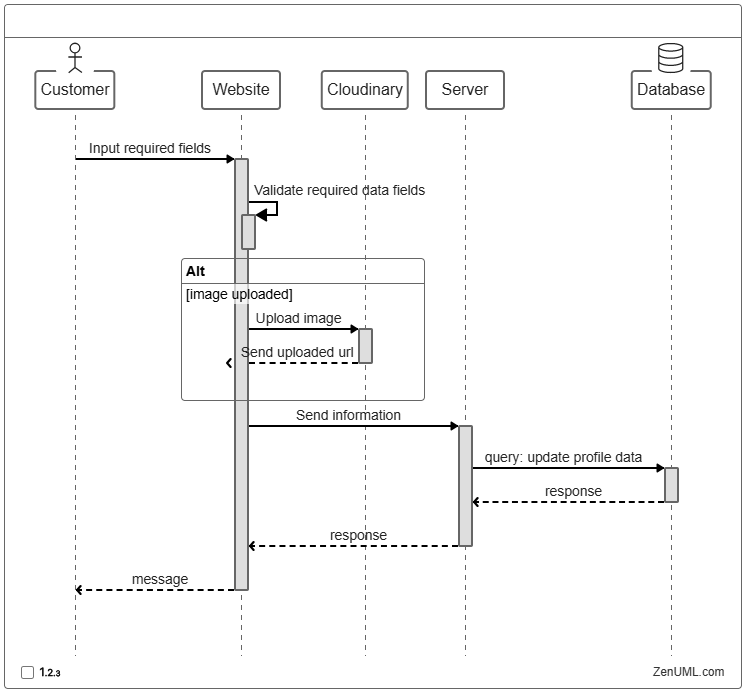 Customer
Website
Cloudinary
Server
Database
Input required fields
Validate required data fields
Alt
[image uploaded]
Upload image
Send uploaded url
Send information
query: update profile data
response
response
message
1.2.3
ZenUML.com